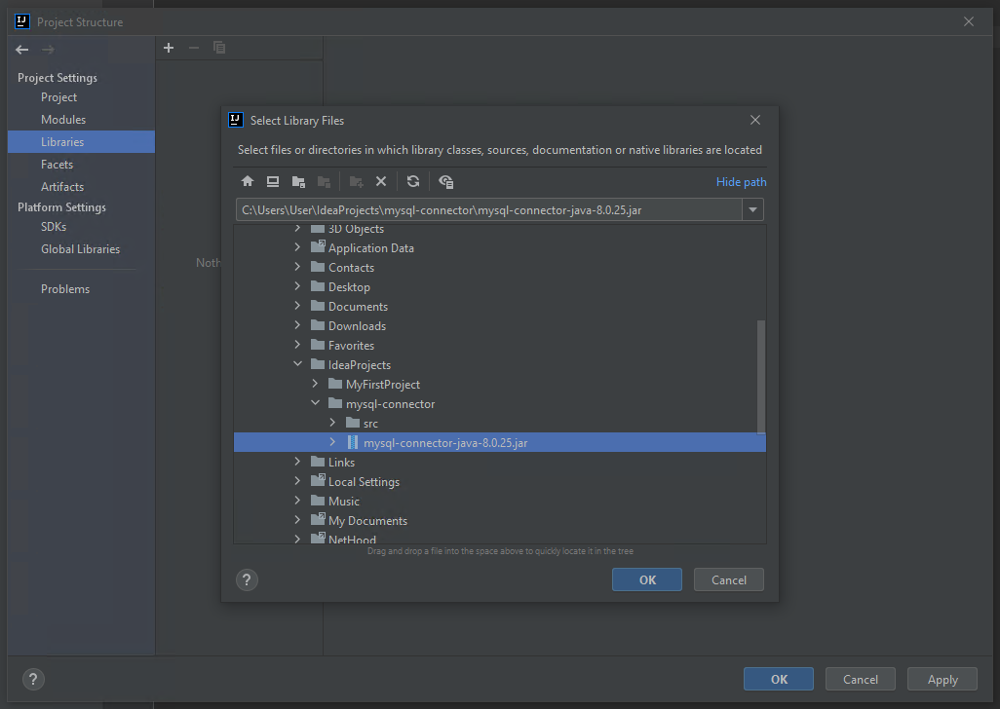 IJ Project Structure
Project Settings
Project
Modules
Libraries
Facets
Artifacts
Platform Settings
SDKs
Global Libraries
Problems
Noth
IJ Select Library Files
Select files or directories in which library classes, sources, documentation or native libraries are located
Hide path
C:\Users\User\IdeaProjects\mysql-connector\mysql-connector-java-8.0.25.jar
3D Objects
Application Data
Contacts
Desktop
Documents
Downloads
Favorites
IdeaProjects
MyFirstProject
mysql-connector
src
mysql-connector-java-8.0.25.jar
Links
Local Settings
Music
My Documents
NetHood
Drag and drop a file into the space above to quickly locate it in the tree
? OK Cancel
? OK Cancel Apply